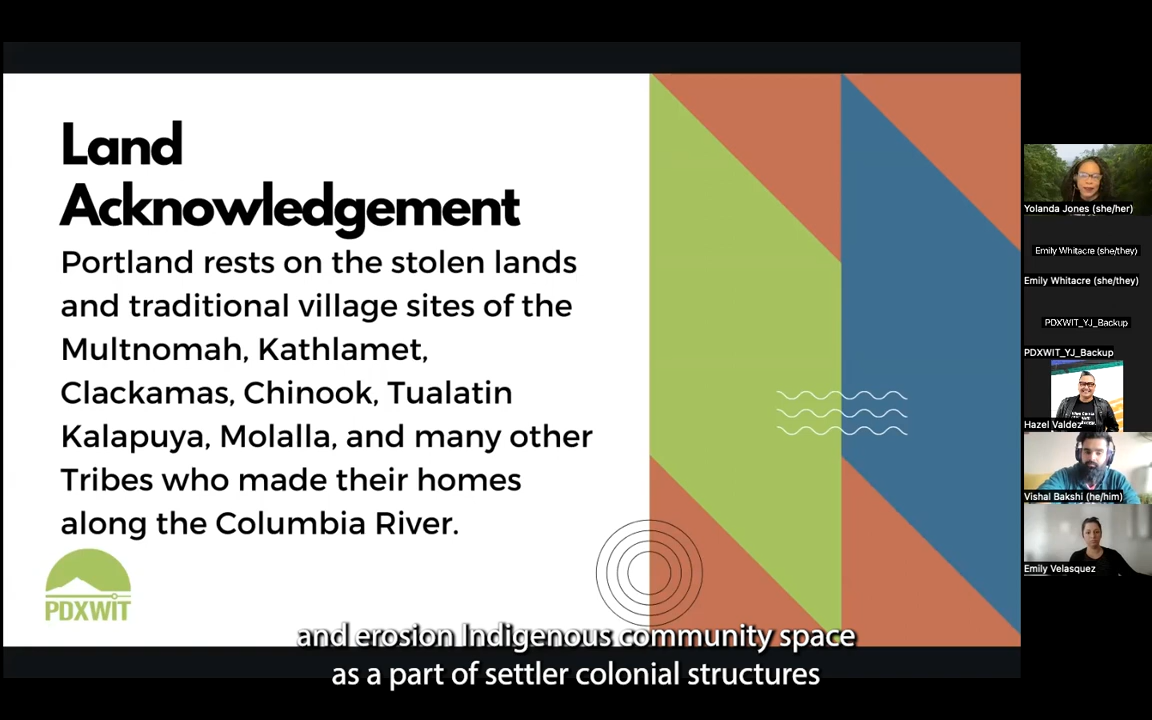 Land
Acknowledgement
Portland rests on the stolen lands
and traditional village sites of the
Multnomah, Kathlamet,
Clackamas, Chinook, Tualatin
Kalapuya, Molalla, and many other
Tribes who made their homes
along the Columbia River.
PDXWIT
and erosion Indigenous community space
as a part of settler colonial structures
Yolanda Jones (she/her)
Emily Whitacre (she/they)
Emily Whitacre (she/they)
PDXWIT_YJ_Backup
PDXWIT_YJ_Backup
Hazel Valdez
Vishal Bakshi (he/him)
Emily Velasquez